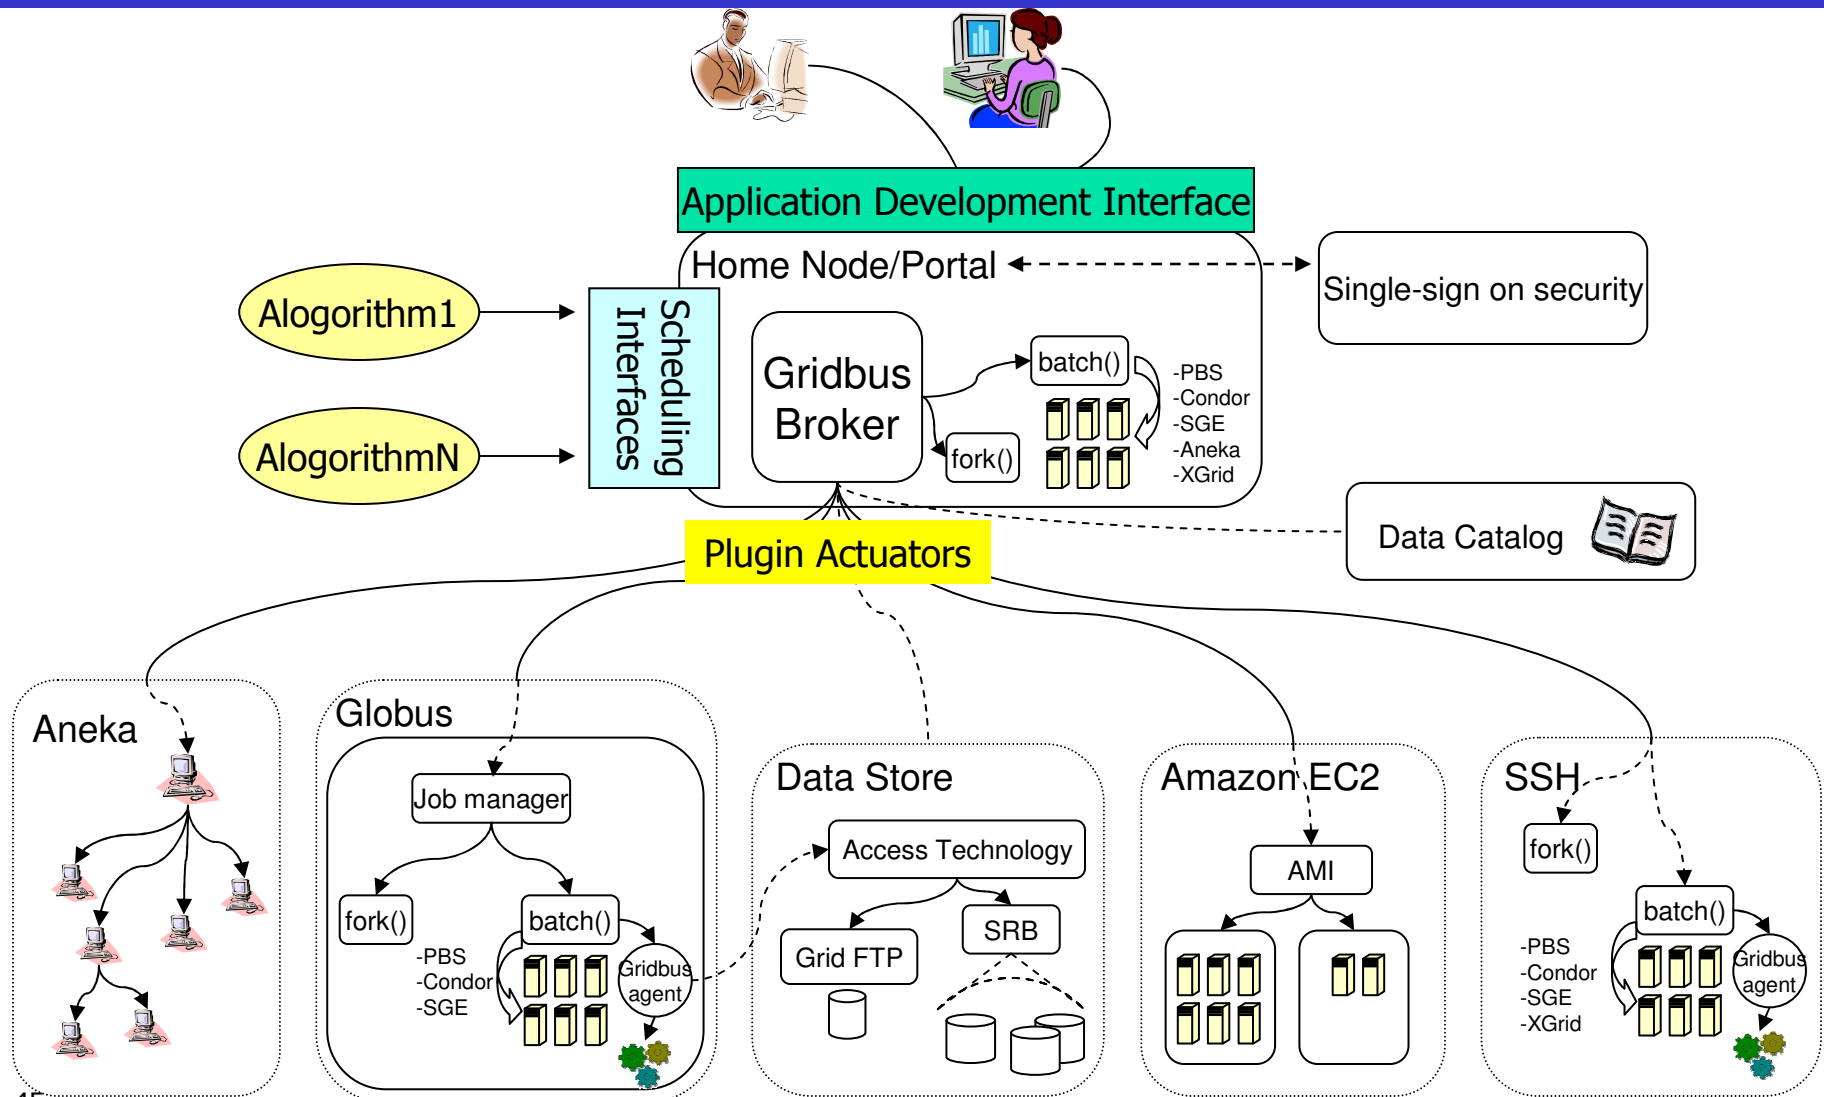 Application Development Interface
Home Node/Portal
Single-sign on security
Alogorithm1
AlogorithmN
Scheduling
Interfaces
Gridbus
Broker
batch()
fork()
-PBS
-Condor
-SGE
-Aneka
-XGrid
Data Catalog
Plugin Actuators
Aneka
Globus
Job manager
fork()
batch()
-PBS
-Condor
-SGE
Gridbus
agent
Data Store
Access Technology
Grid FTP
SRB
Amazon EC2
AMI
SSH
fork()
batch()
-PBS
-Condor
-SGE
-XGrid
Gridbus
agent